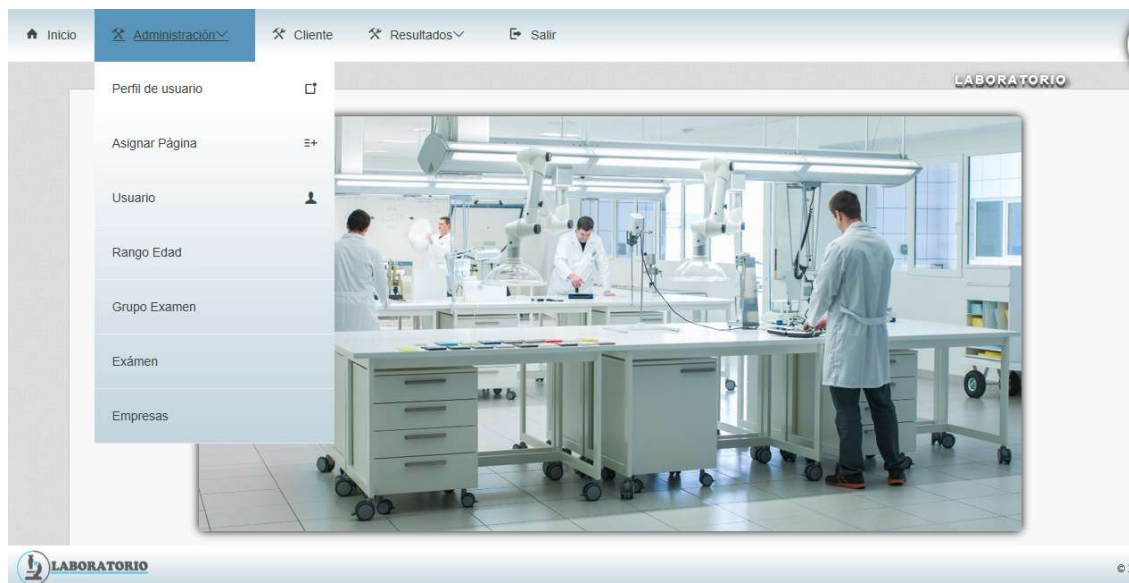 Inicio
Administración
Cliente
Resultados
Salir
LABORATORIO
Perfil de usuario
Asignar Página
Usuario
Rango Edad
Grupo Examen
Exámen
Empresas
LABORATORIO
©